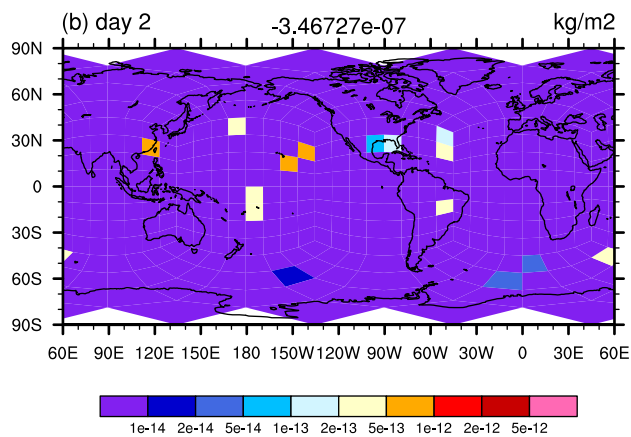 (b) day 2 -3.46727e-07 kg/m2
90N
60N
30N
0
30S
60S
90S
60E 90E 120E 150E 180 150W 120W 90W 60W 30W 0 30E 60E
1e-14 2e-14 5e-14 1e-13 2e-13 5e-13 1e-12 2e-12 5e-12